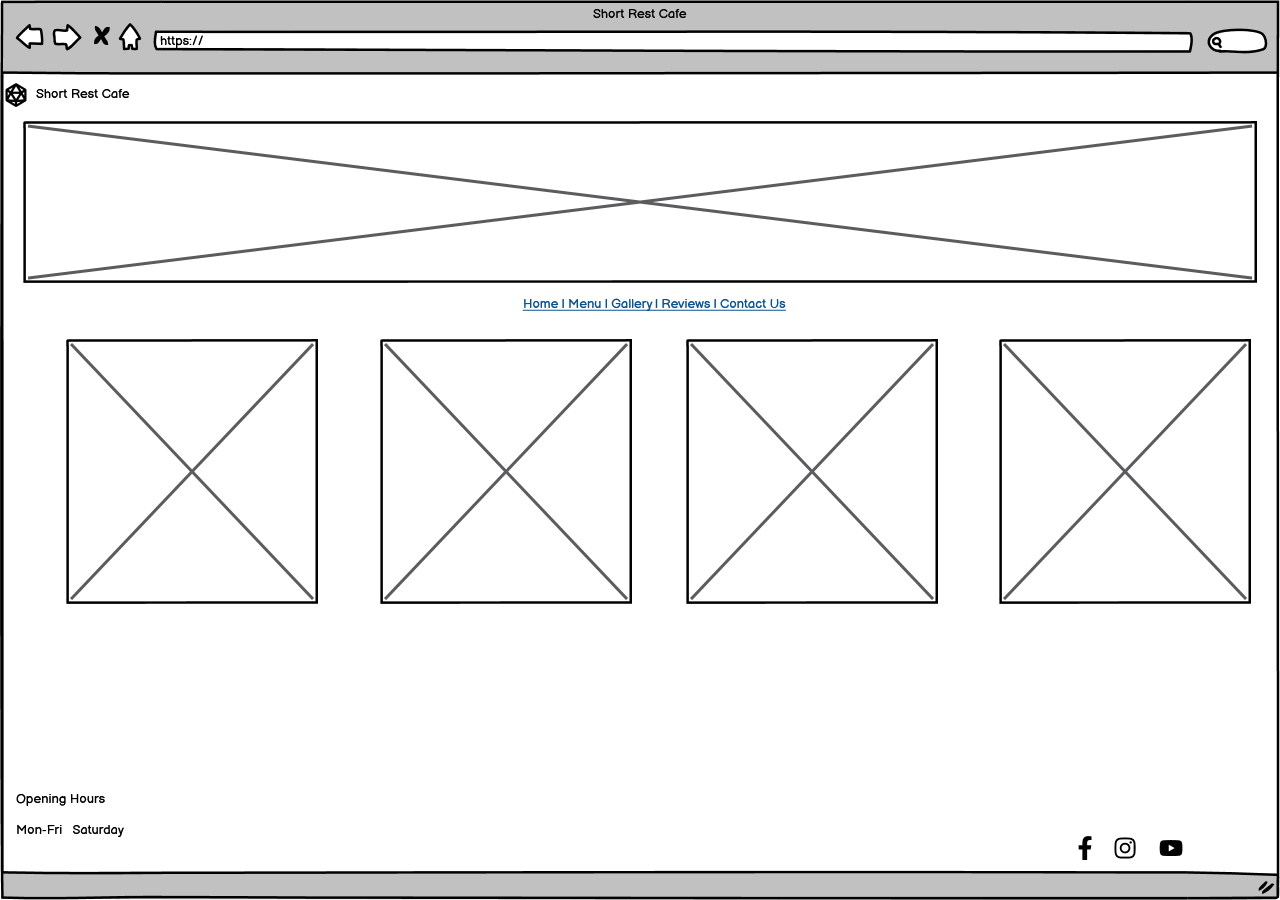 Short Rest Cafe
https://
Short Rest Cafe
Home | Menu | Gallery | Reviews | Contact Us
Opening Hours
Mon-Fri Saturday